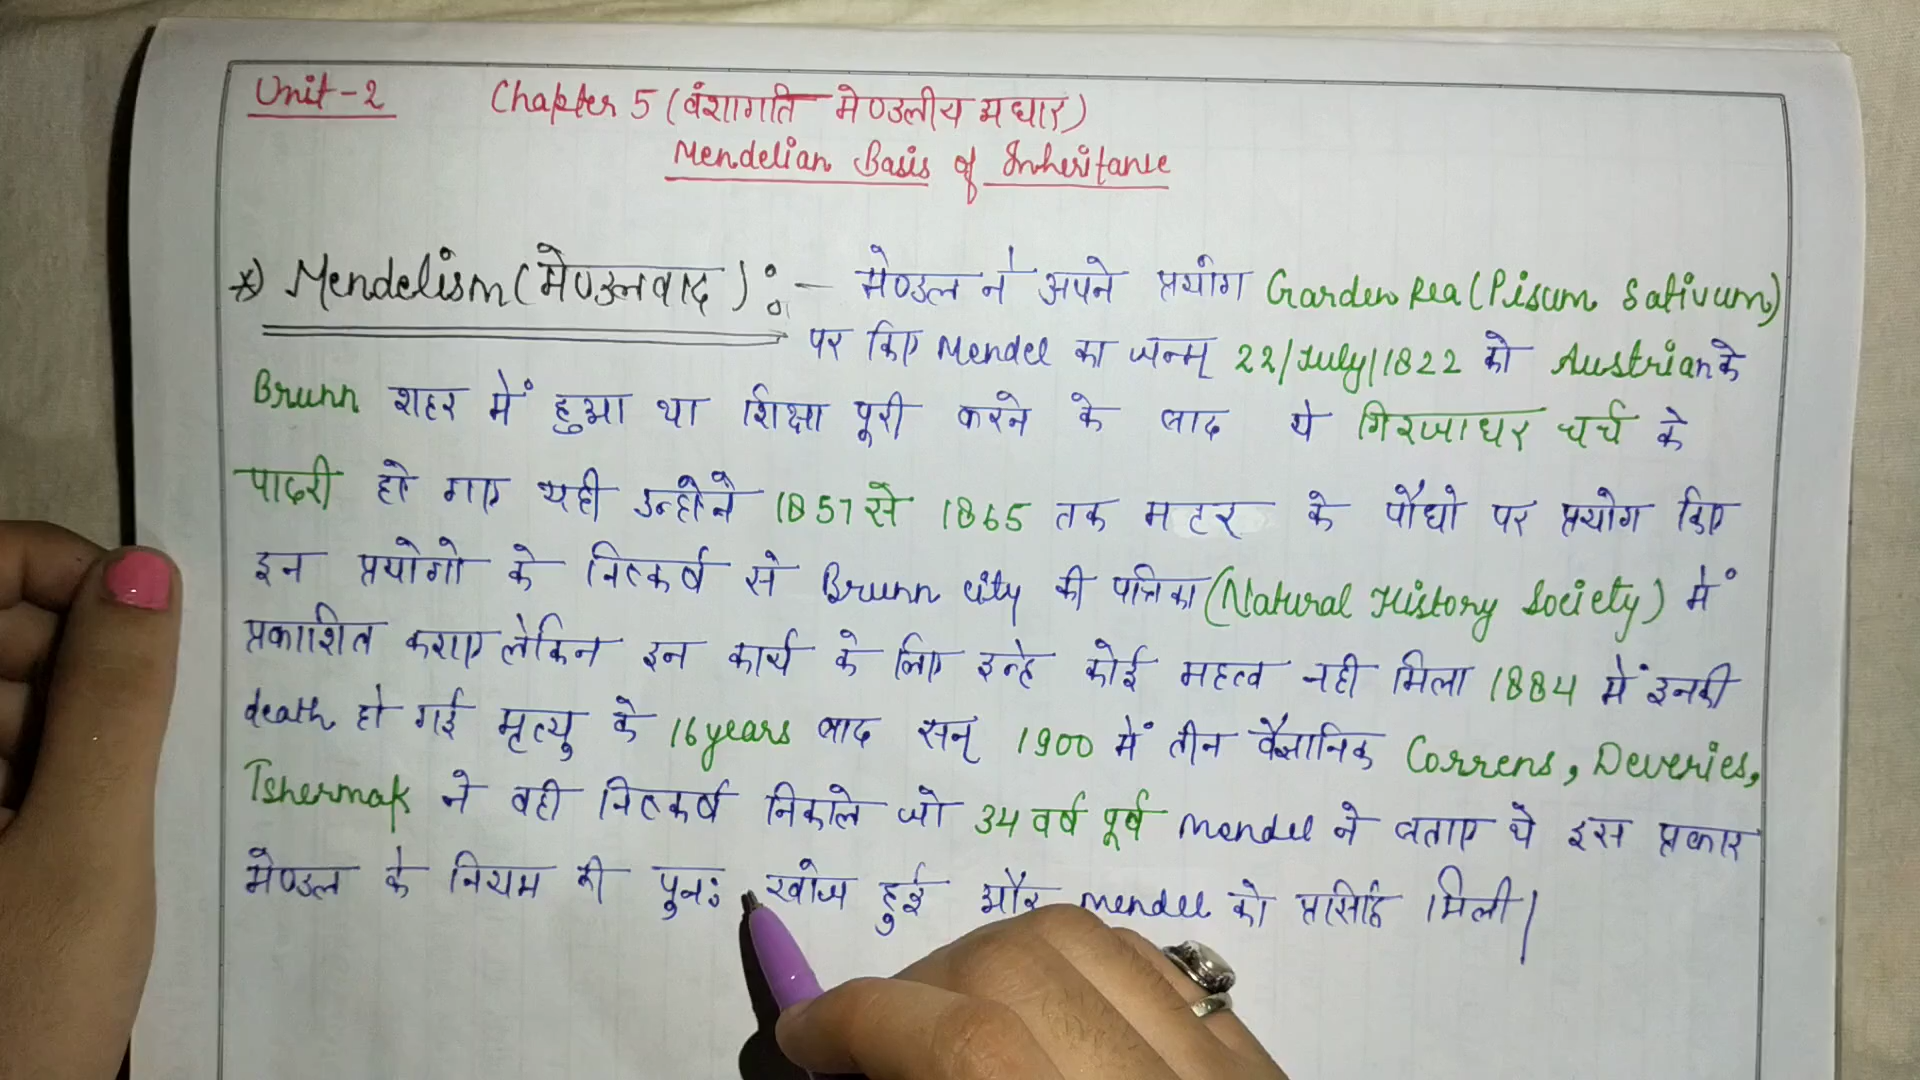 Unit-2 Chapter 5 (वंशागति मेण्डलीय मधार)
Mendelian Basis of Inheritance
*) Mendelism (मेण्डलवाद) :- मेण्डल ने अपने प्रयोग Garden Pea (Pisum Sativum)
पर किए Mendel का जन्म 22/July/1822 को Austrian के
Brunn शहर में हुआ था शिक्षा पूरी करने के बाद ये गिरजाघर चर्च के
पादरी हो गए यही उन्होने 1857 से 1865 तक मटर के पौधो पर प्रयोग किए
इन प्रयोगो के निष्कर्ष से Brunn city की पत्रिका (Natural History Society) में
प्रकाशित कराए लेकिन इन कार्य के लिए इन्हे कोई महत्व नही मिला 1884 में इनकी
death हो गई मृत्यु के 16 years बाद सन् 1900 में तीन वैज्ञानिक Correns, Deveries,
Tshermak ने वही निष्कर्ष निकाले जो 34 वर्ष पूर्व Mendel ने बताए थे इस प्रकार
मेण्डल के नियम की पुनः खोज हुई और Mendel को प्रसिद्धि मिली |